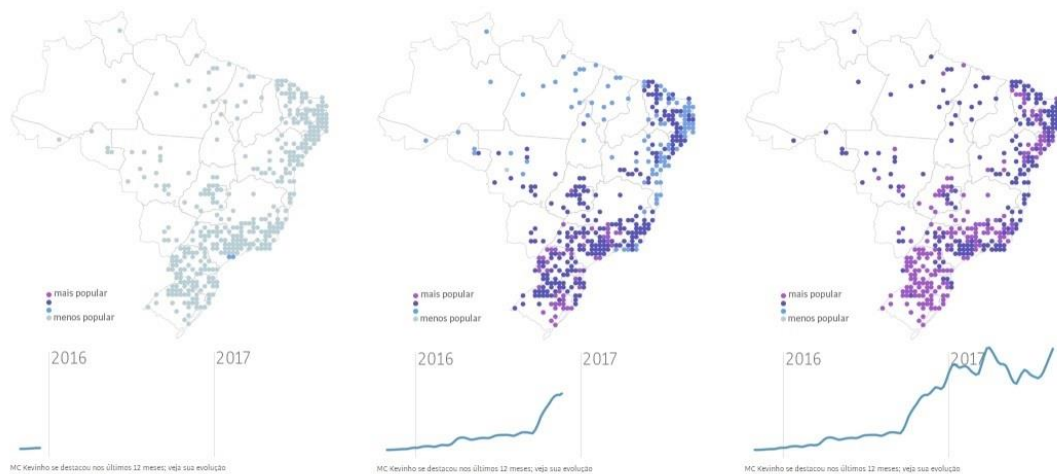 mais popular
menos popular
2016
2017
MC Kevinho se destacou nos últimos 12 meses; veja sua evolução
mais popular
menos popular
2016
2017
MC Kevinho se destacou nos últimos 12 meses; veja sua evolução
mais popular
menos popular
2016
2017
MC Kevinho se destacou nos últimos 12 meses; veja sua evolução